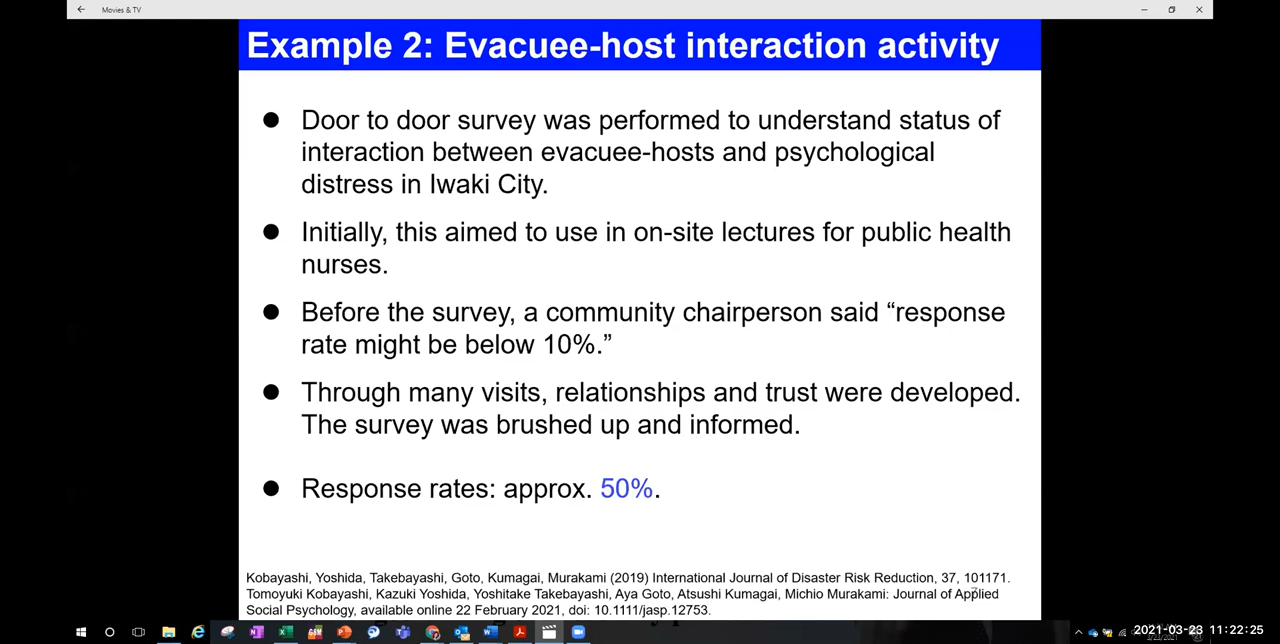 Movies & TV
Example 2: Evacuee-host interaction activity
● Door to door survey was performed to understand status of
interaction between evacuee-hosts and psychological
distress in Iwaki City.
● Initially, this aimed to use in on-site lectures for public health
nurses.
● Before the survey, a community chairperson said “response
rate might be below 10%.”
● Through many visits, relationships and trust were developed.
The survey was brushed up and informed.
● Response rates: approx. 50%.
Kobayashi, Yoshida, Takebayashi, Goto, Kumagai, Murakami (2019) International Journal of Disaster Risk Reduction, 37, 101171.
Tomoyuki Kobayashi, Kazuki Yoshida, Yoshitake Takebayashi, Aya Goto, Atsushi Kumagai, Michio Murakami: Journal of Applied
Social Psychology, available online 22 February 2021, doi: 10.1111/jasp.12753.
2021-03-23 11:22:25